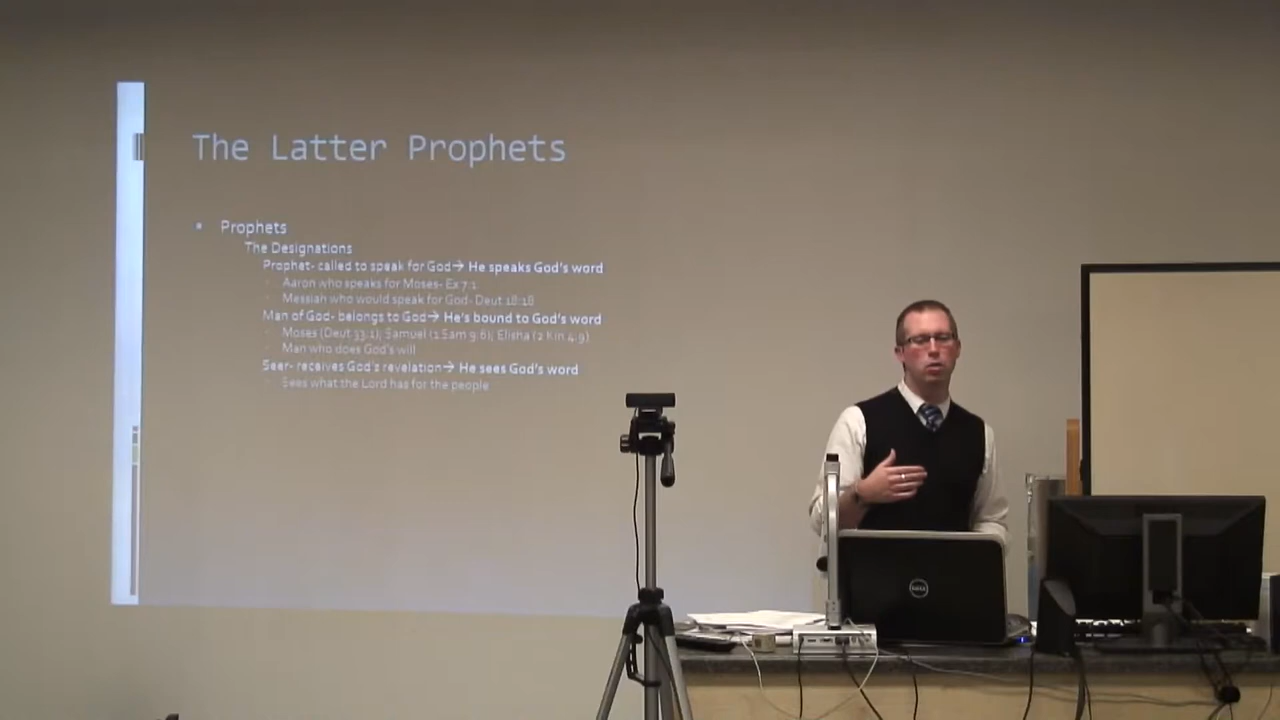 The Latter Prophets
Prophets
The Designations
Prophet- called to speak for God→ He speaks God's word
Aaron who speaks for Moses- Ex 7:1
Messiah who would speak for God- Deut 18:18
Man of God- belongs to God→ He's bound to God's word
Moses (Deut 33:1); Samuel (1 Sam 9:6); Elisha (2 Kin 4:9)
Man who does God's will
Seer- receives God's revelation→ He sees God's word
Sees what the Lord has for the people
DELL